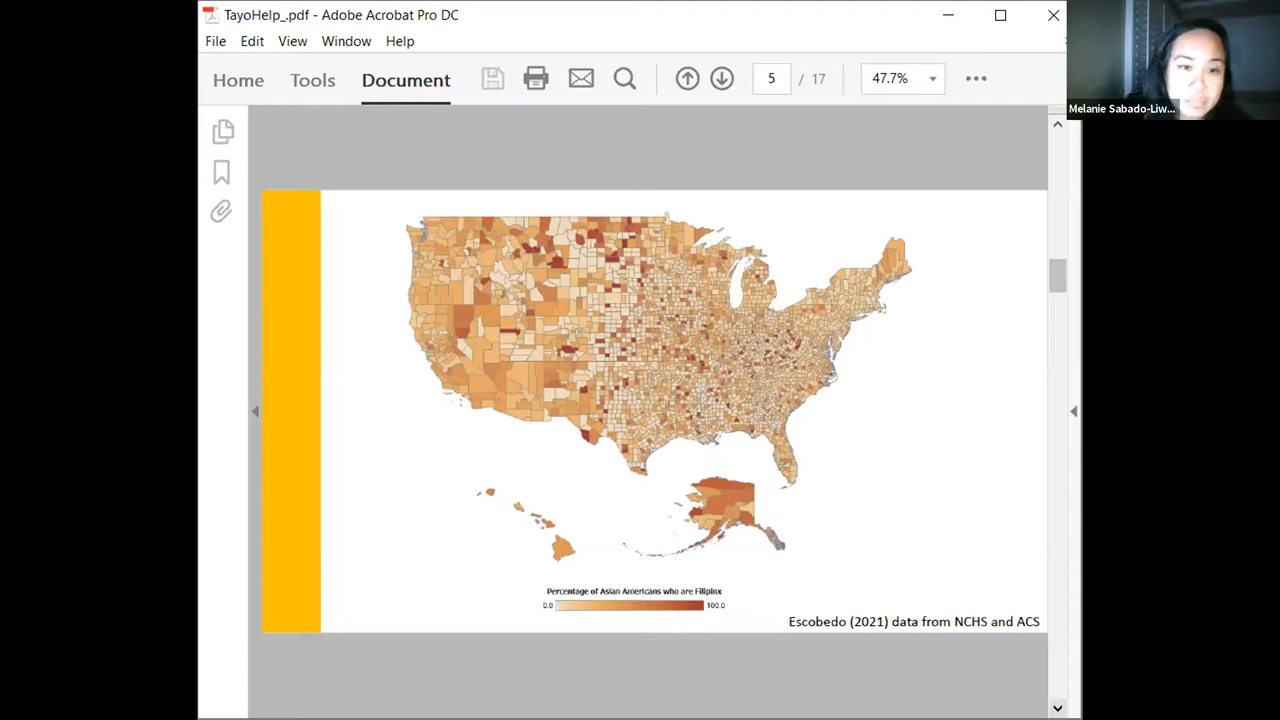 TayoHelp_.pdf - Adobe Acrobat Pro DC
File Edit View Window Help
Home Tools Document 5 / 17 47.7%
Melanie Sabado-Liw...
Percentage of Asian Americans who are Filipinx
0.0 100.0
Escobedo (2021) data from NCHS and ACS